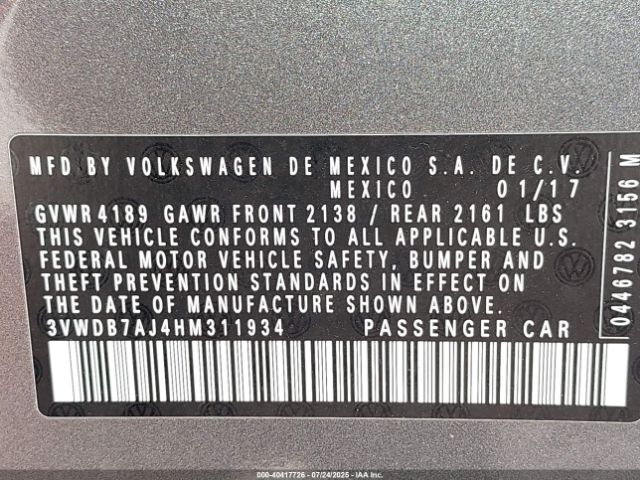 MFD BY VOLKSWAGEN DE MEXICO S.A. DE C.V.
MEXICO 01/17
GVWR 4189 GAWR FRONT 2138 / REAR 2161 LBS
THIS VEHICLE CONFORMS TO ALL APPLICABLE U.S.
FEDERAL MOTOR VEHICLE SAFETY, BUMPER AND
THEFT PREVENTION STANDARDS IN EFFECT ON
THE DATE OF MANUFACTURE SHOWN ABOVE.
3VWDB7AJ4HM311934 PASSENGER CAR
0446782 3156 M
000-40417726 - 07/24/2025 - IAA Inc.